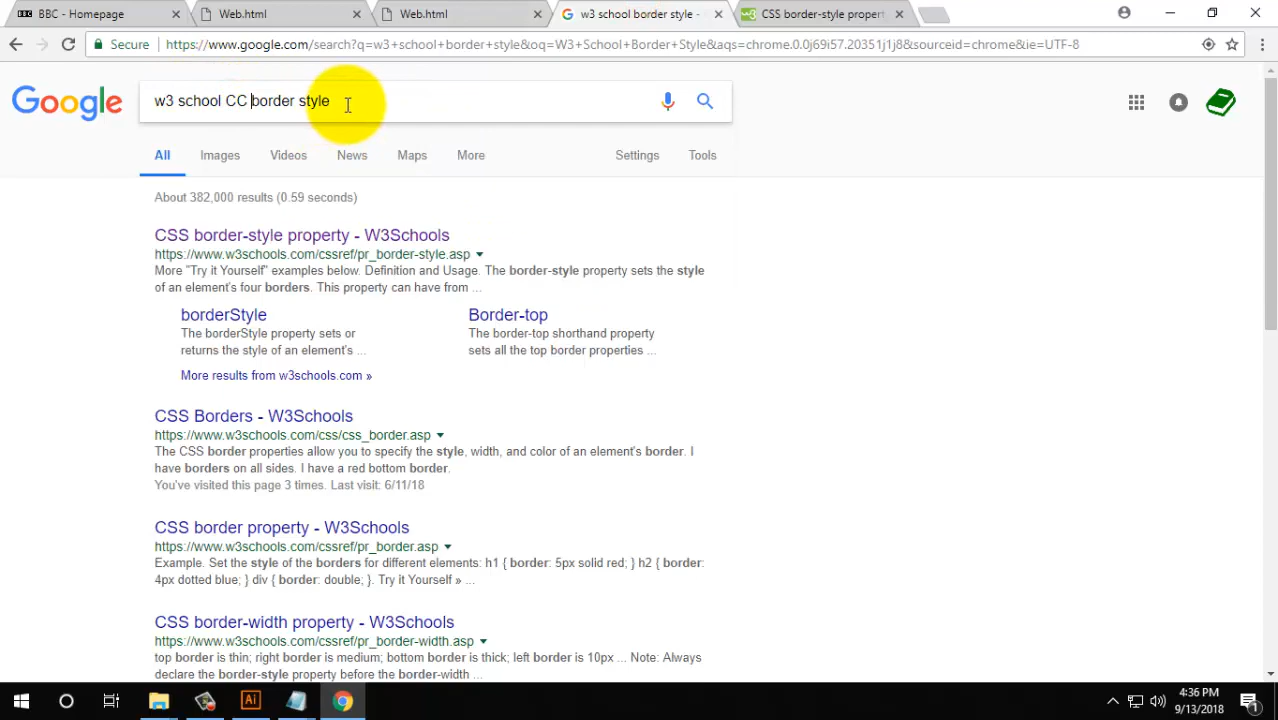 BBC - Homepage
Web.html
Web.html
w3 school border style -
CSS border-style propert
Secure
https://www.google.com/search?q=w3+school+border+style&oq=W3+School+Border+Style&aqs=chrome.0.0j69i57.20351j1j8&sourceid=chrome&ie=UTF-8
Google
w3 school CC border style
All
Images
Videos
News
Maps
More
Settings
Tools
About 382,000 results (0.59 seconds)
CSS border-style property - W3Schools
https://www.w3schools.com/cssref/pr_border-style.asp
More "Try it Yourself" examples below. Definition and Usage. The border-style property sets the style
of an element's four borders. This property can have from ...
borderStyle
The borderStyle property sets or
returns the style of an element's ...
Border-top
The border-top shorthand property
sets all the top border properties ...
More results from w3schools.com »
CSS Borders - W3Schools
https://www.w3schools.com/css/css_border.asp
The CSS border properties allow you to specify the style, width, and color of an element's border. I
have borders on all sides. I have a red bottom border.
You've visited this page 3 times. Last visit: 6/11/18
CSS border property - W3Schools
https://www.w3schools.com/cssref/pr_border.asp
Example. Set the style of the borders for different elements: h1 { border: 5px solid red; } h2 { border:
4px dotted blue; } div { border: double; }. Try it Yourself » ...
CSS border-width property - W3Schools
https://www.w3schools.com/cssref/pr_border-width.asp
top border is thin; right border is medium; bottom border is thick; left border is 10px ... Note: Always
declare the border-style property before the border-width ...
Ai
4:36 PM
9/13/2018
1